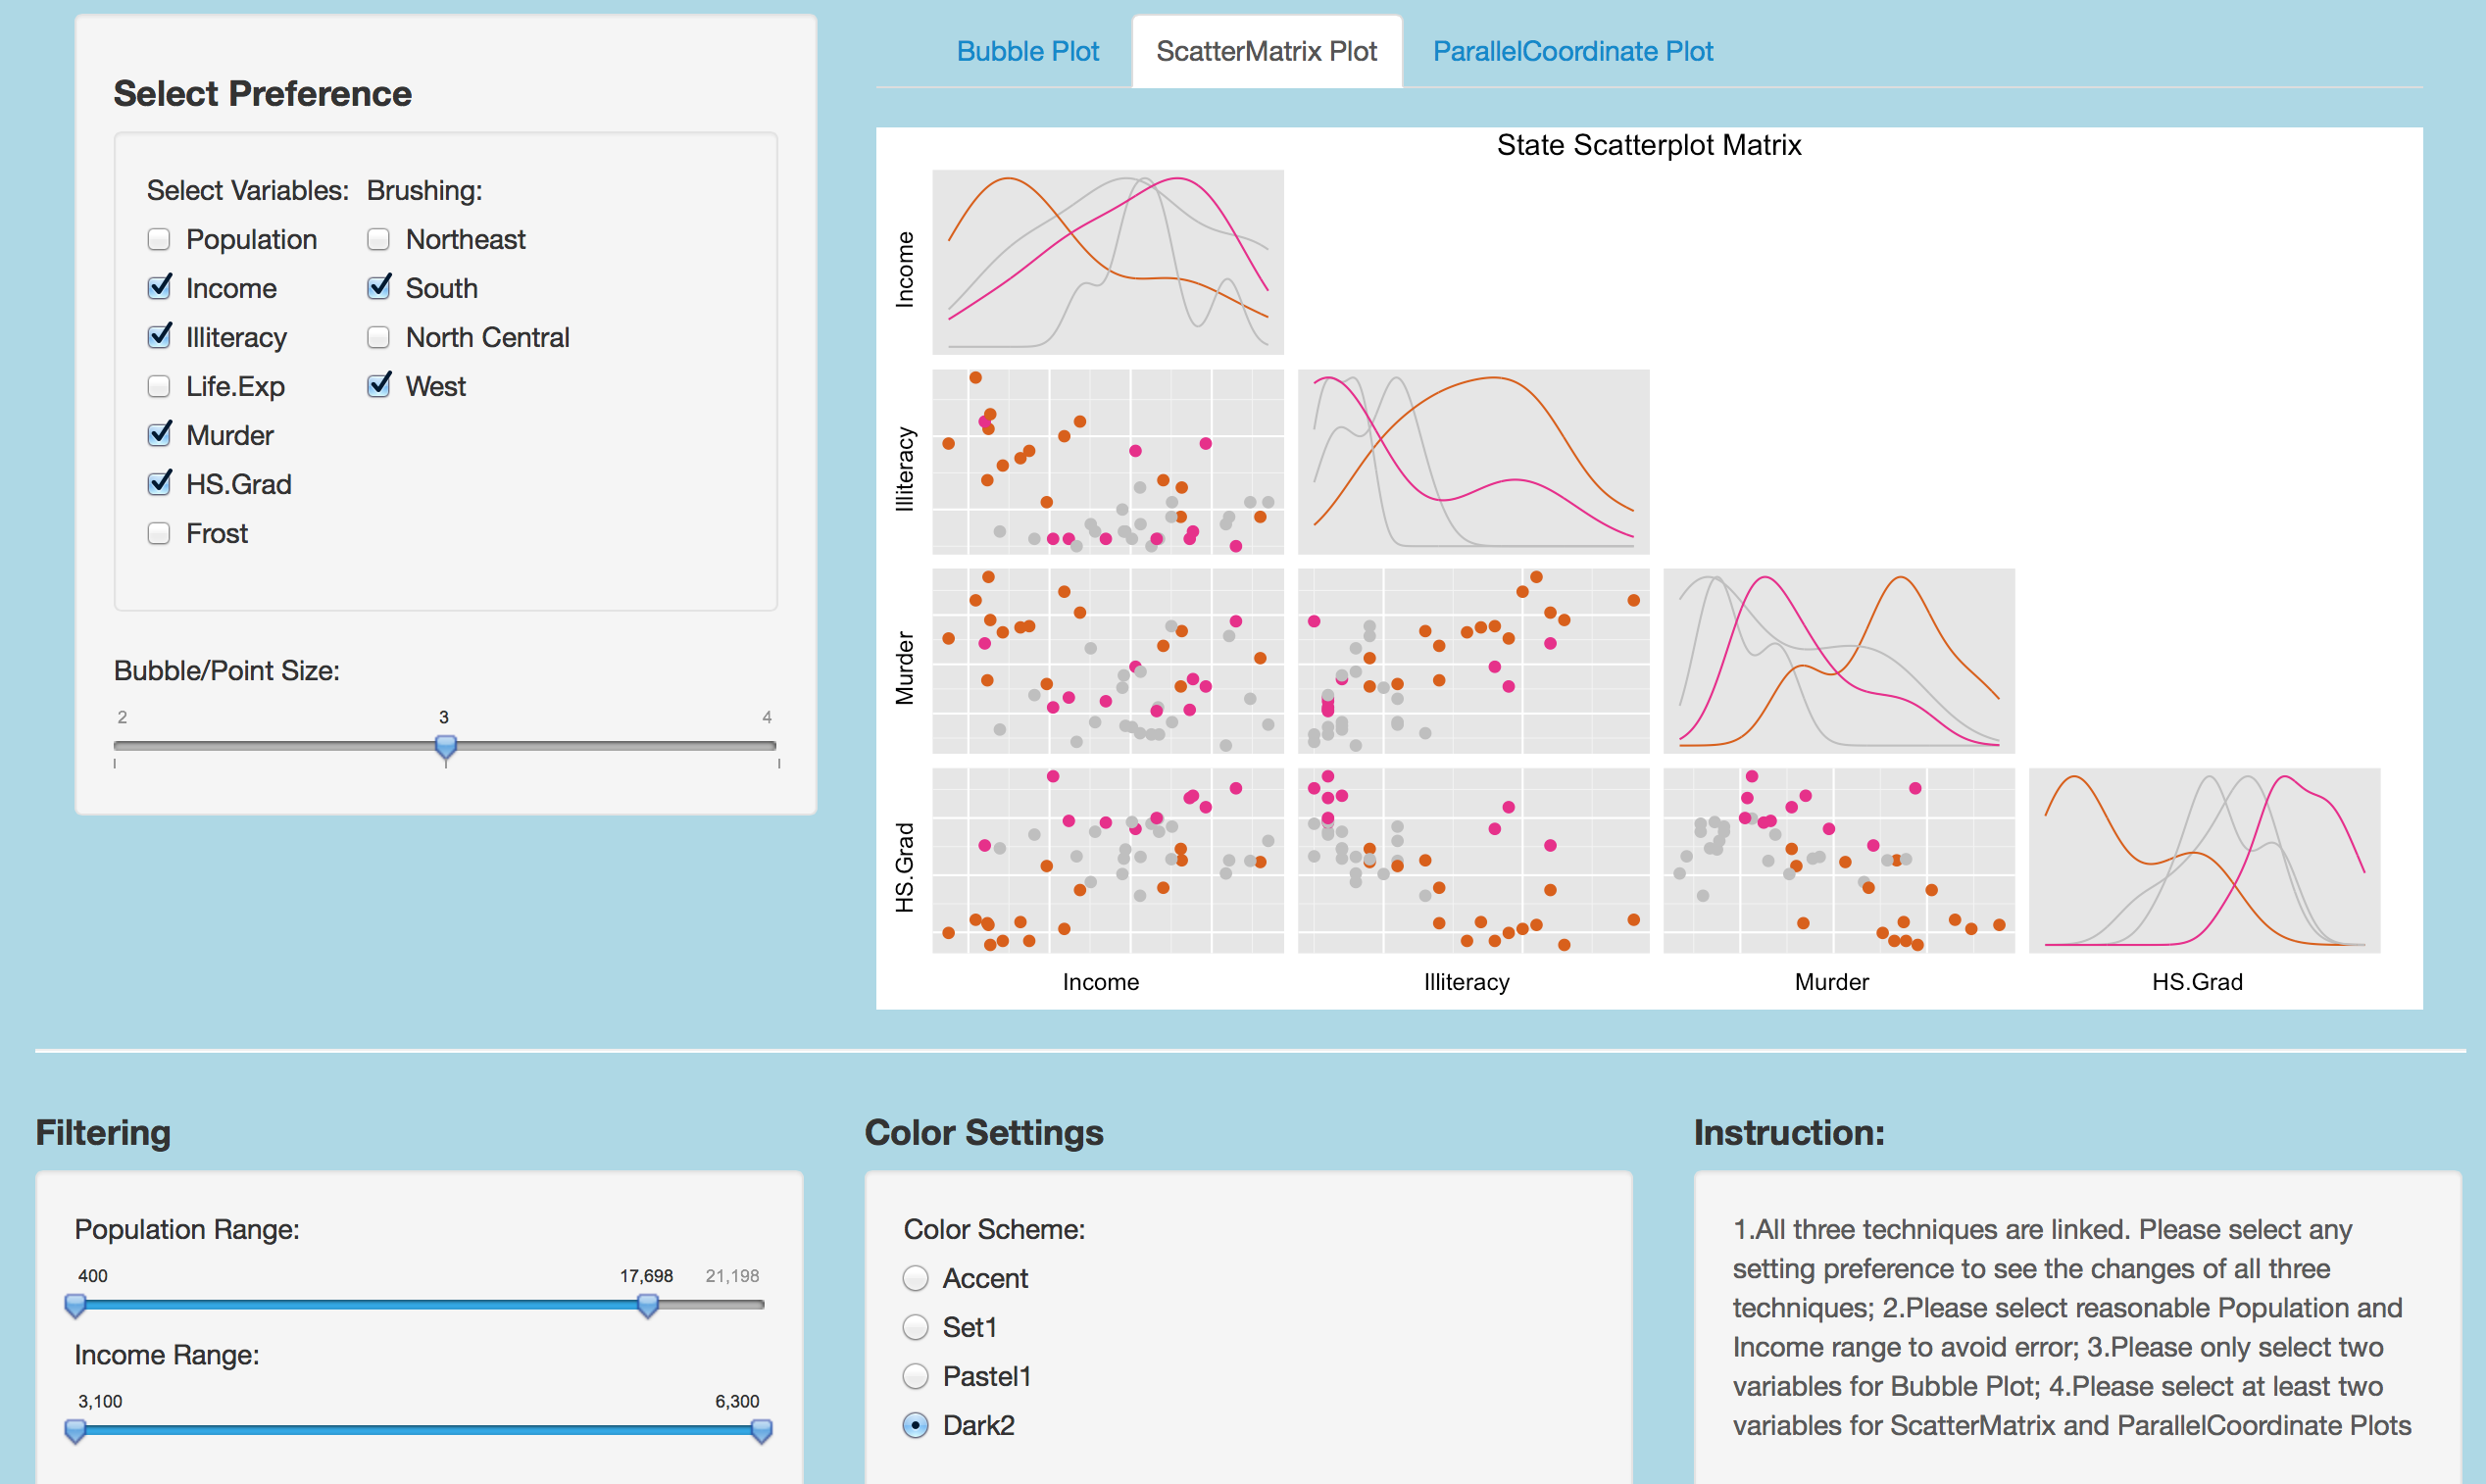 Bubble Plot
ScatterMatrix Plot
ParallelCoordinate Plot
Select Preference
Select Variables:
Population
Income
Illiteracy
Life.Exp
Murder
HS.Grad
Frost
Brushing:
Northeast
South
North Central
West
Bubble/Point Size:
2 3 4
State Scatterplot Matrix
Income
Illiteracy
Murder
HS.Grad
Income Illiteracy Murder HS.Grad
Filtering
Population Range:
400 17,698 21,198
Income Range:
3,100 6,300
Color Settings
Color Scheme:
Accent
Set1
Pastel1
Dark2
Instruction:
1.All three techniques are linked. Please select any
setting preference to see the changes of all three
techniques; 2.Please select reasonable Population and
Income range to avoid error; 3.Please only select two
variables for Bubble Plot; 4.Please select at least two
variables for ScatterMatrix and ParallelCoordinate Plots